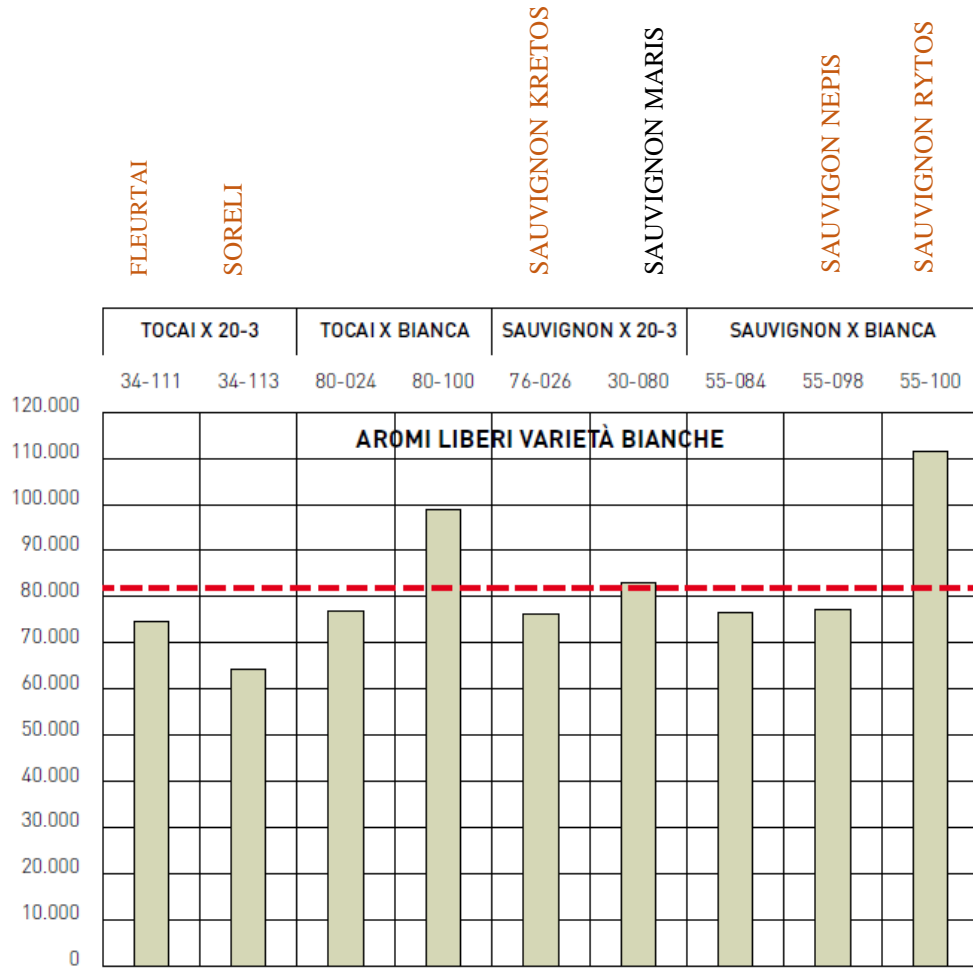 FLEURTAI
SORELI
SAUVIGNON KRETOS
SAUVIGNON MARIS
SAUVIGON NEPIS
SAUVIGNON RYTOS
TOCAI X 20-3 TOCAI X BIANCA SAUVIGNON X 20-3 SAUVIGNON X BIANCA
34-111 34-113 80-024 80-100 76-026 30-080 55-084 55-098 55-100
AROMI LIBERI VARIETÀ BIANCHE
120.000
110.000
100.000
90.000
80.000
70.000
60.000
50.000
40.000
30.000
20.000
10.000
0